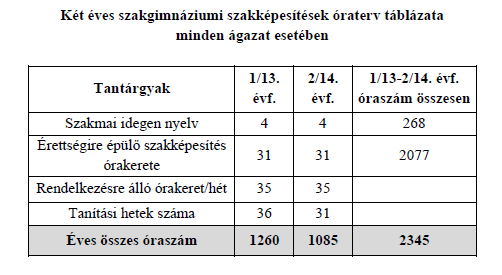 Két éves szakgimnáziumi szakképesítések óraterv táblázata
minden ágazat esetében
Tantárgyak 1/13. évf. 2/14. évf. 1/13-2/14. évf. óraszám összesen
Szakmai idegen nyelv 4 4 268
Érettségire épülő szakképesítés órakerete 31 31 2077
Rendelkezésre álló órakeret/hét 35 35
Tanítási hetek száma 36 31
Éves összes óraszám 1260 1085 2345